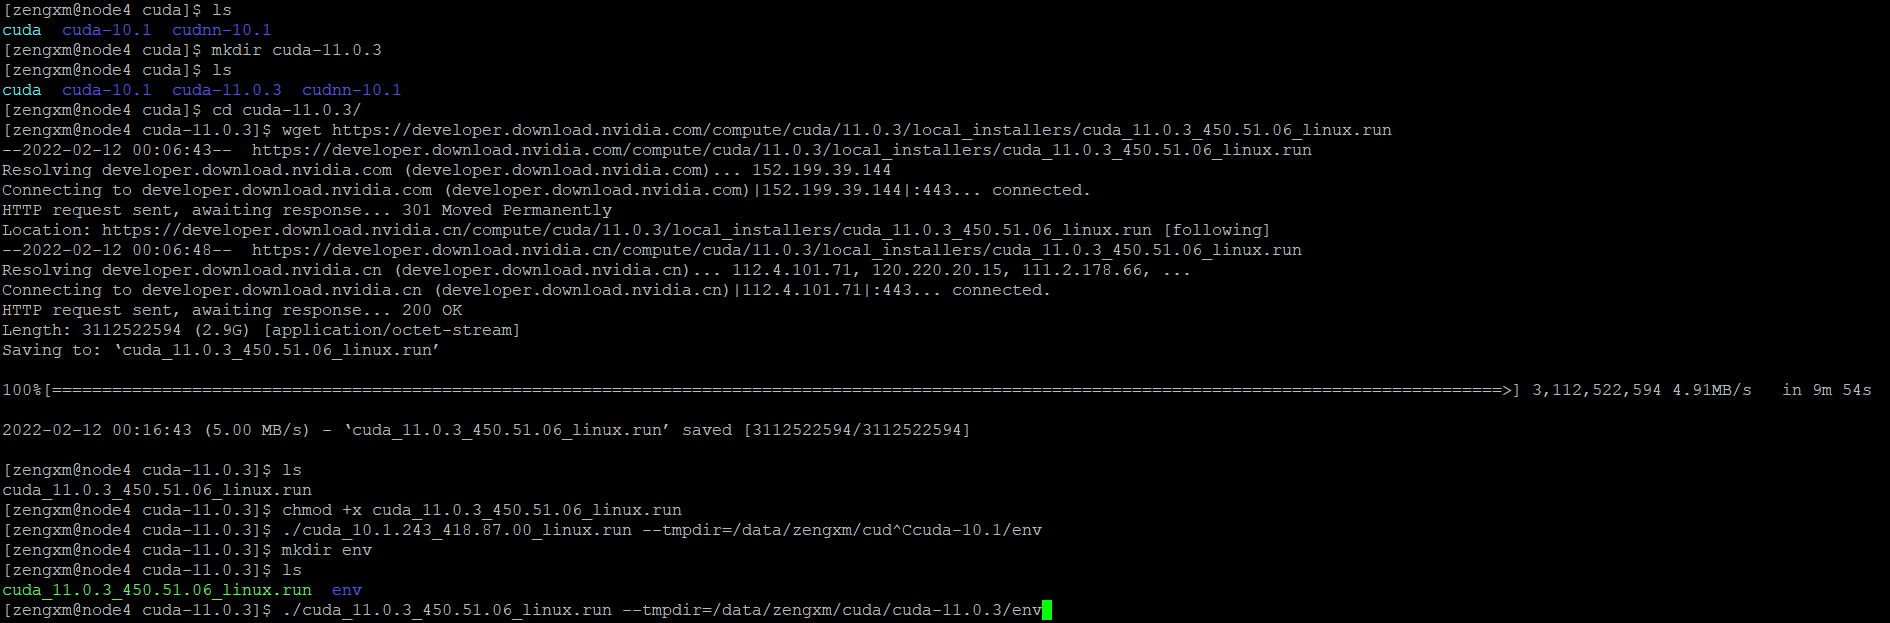 [zengxm@node4 cuda]$ ls
cuda  cuda-10.1  cudnn-10.1
[zengxm@node4 cuda]$ mkdir cuda-11.0.3
[zengxm@node4 cuda]$ ls
cuda  cuda-10.1  cuda-11.0.3  cudnn-10.1
[zengxm@node4 cuda]$ cd cuda-11.0.3/
[zengxm@node4 cuda-11.0.3]$ wget https://developer.download.nvidia.com/compute/cuda/11.0.3/local_installers/cuda_11.0.3_450.51.06_linux.run
--2022-02-12 00:06:43--  https://developer.download.nvidia.com/compute/cuda/11.0.3/local_installers/cuda_11.0.3_450.51.06_linux.run
Resolving developer.download.nvidia.com (developer.download.nvidia.com)... 152.199.39.144
Connecting to developer.download.nvidia.com (developer.download.nvidia.com)|152.199.39.144|:443... connected.
HTTP request sent, awaiting response... 301 Moved Permanently
Location: https://developer.download.nvidia.cn/compute/cuda/11.0.3/local_installers/cuda_11.0.3_450.51.06_linux.run [following]
--2022-02-12 00:06:48--  https://developer.download.nvidia.cn/compute/cuda/11.0.3/local_installers/cuda_11.0.3_450.51.06_linux.run
Resolving developer.download.nvidia.cn (developer.download.nvidia.cn)... 112.4.101.71, 120.220.20.15, 111.2.178.66, ...
Connecting to developer.download.nvidia.cn (developer.download.nvidia.cn)|112.4.101.71|:443... connected.
HTTP request sent, awaiting response... 200 OK
Length: 3112522594 (2.9G) [application/octet-stream]
Saving to: ‘cuda_11.0.3_450.51.06_linux.run’
100%[=================================================================================================================================================>] 3,112,522,594 4.91MB/s   in 9m 54s
2022-02-12 00:16:43 (5.00 MB/s) - ‘cuda_11.0.3_450.51.06_linux.run’ saved [3112522594/3112522594]
[zengxm@node4 cuda-11.0.3]$ ls
cuda_11.0.3_450.51.06_linux.run
[zengxm@node4 cuda-11.0.3]$ chmod +x cuda_11.0.3_450.51.06_linux.run
[zengxm@node4 cuda-11.0.3]$ ./cuda_10.1.243_418.87.00_linux.run --tmpdir=/data/zengxm/cud^Ccuda-10.1/env
[zengxm@node4 cuda-11.0.3]$ mkdir env
[zengxm@node4 cuda-11.0.3]$ ls
cuda_11.0.3_450.51.06_linux.run  env
[zengxm@node4 cuda-11.0.3]$ ./cuda_11.0.3_450.51.06_linux.run --tmpdir=/data/zengxm/cuda/cuda-11.0.3/env